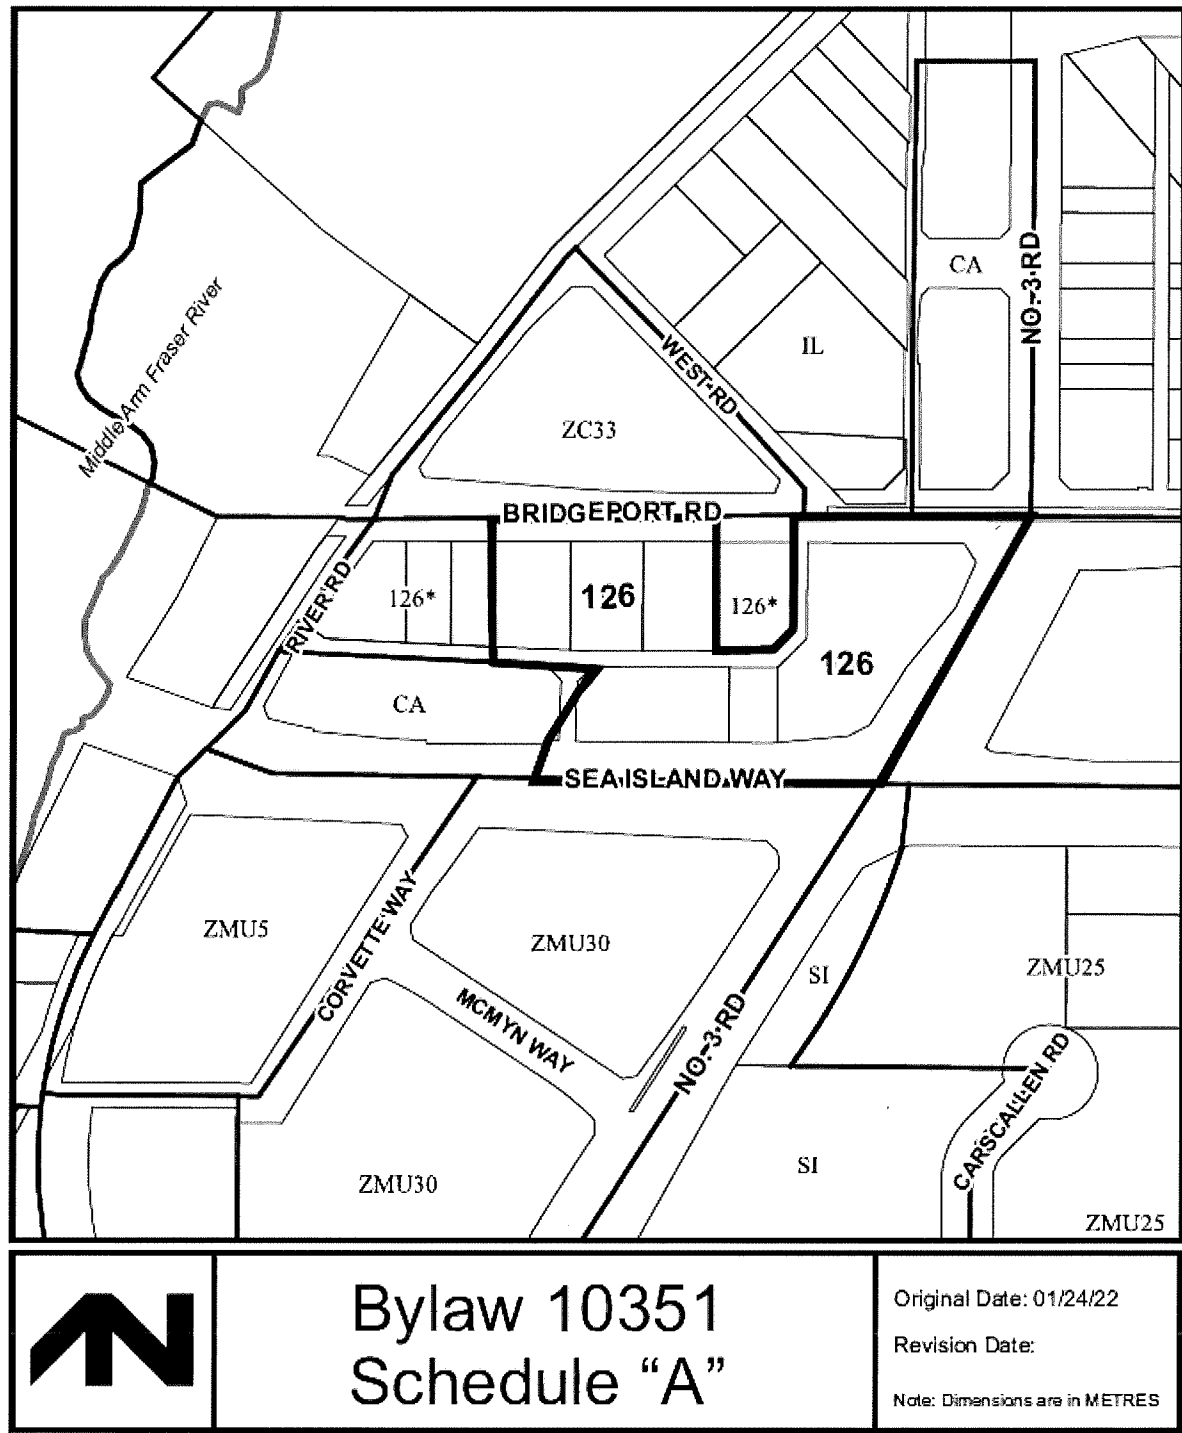 CA
NO. 3 RD
Middle Arm Fraser River
WEST RD
IL
ZC33
BRIDGEPORT RD
RIVER RD
126*
126
126*
126
CA
SEA ISLAND WAY
ZMU5
CORVETTE WAY
ZMU30
MCMYN WAY
NO. 3 RD
SI
ZMU25
CARSCALLEN RD
ZMU30
SI
ZMU25
Bylaw 10351
Schedule “A”
Original Date: 01/24/22
Revision Date:
Note: Dimensions are in METRES